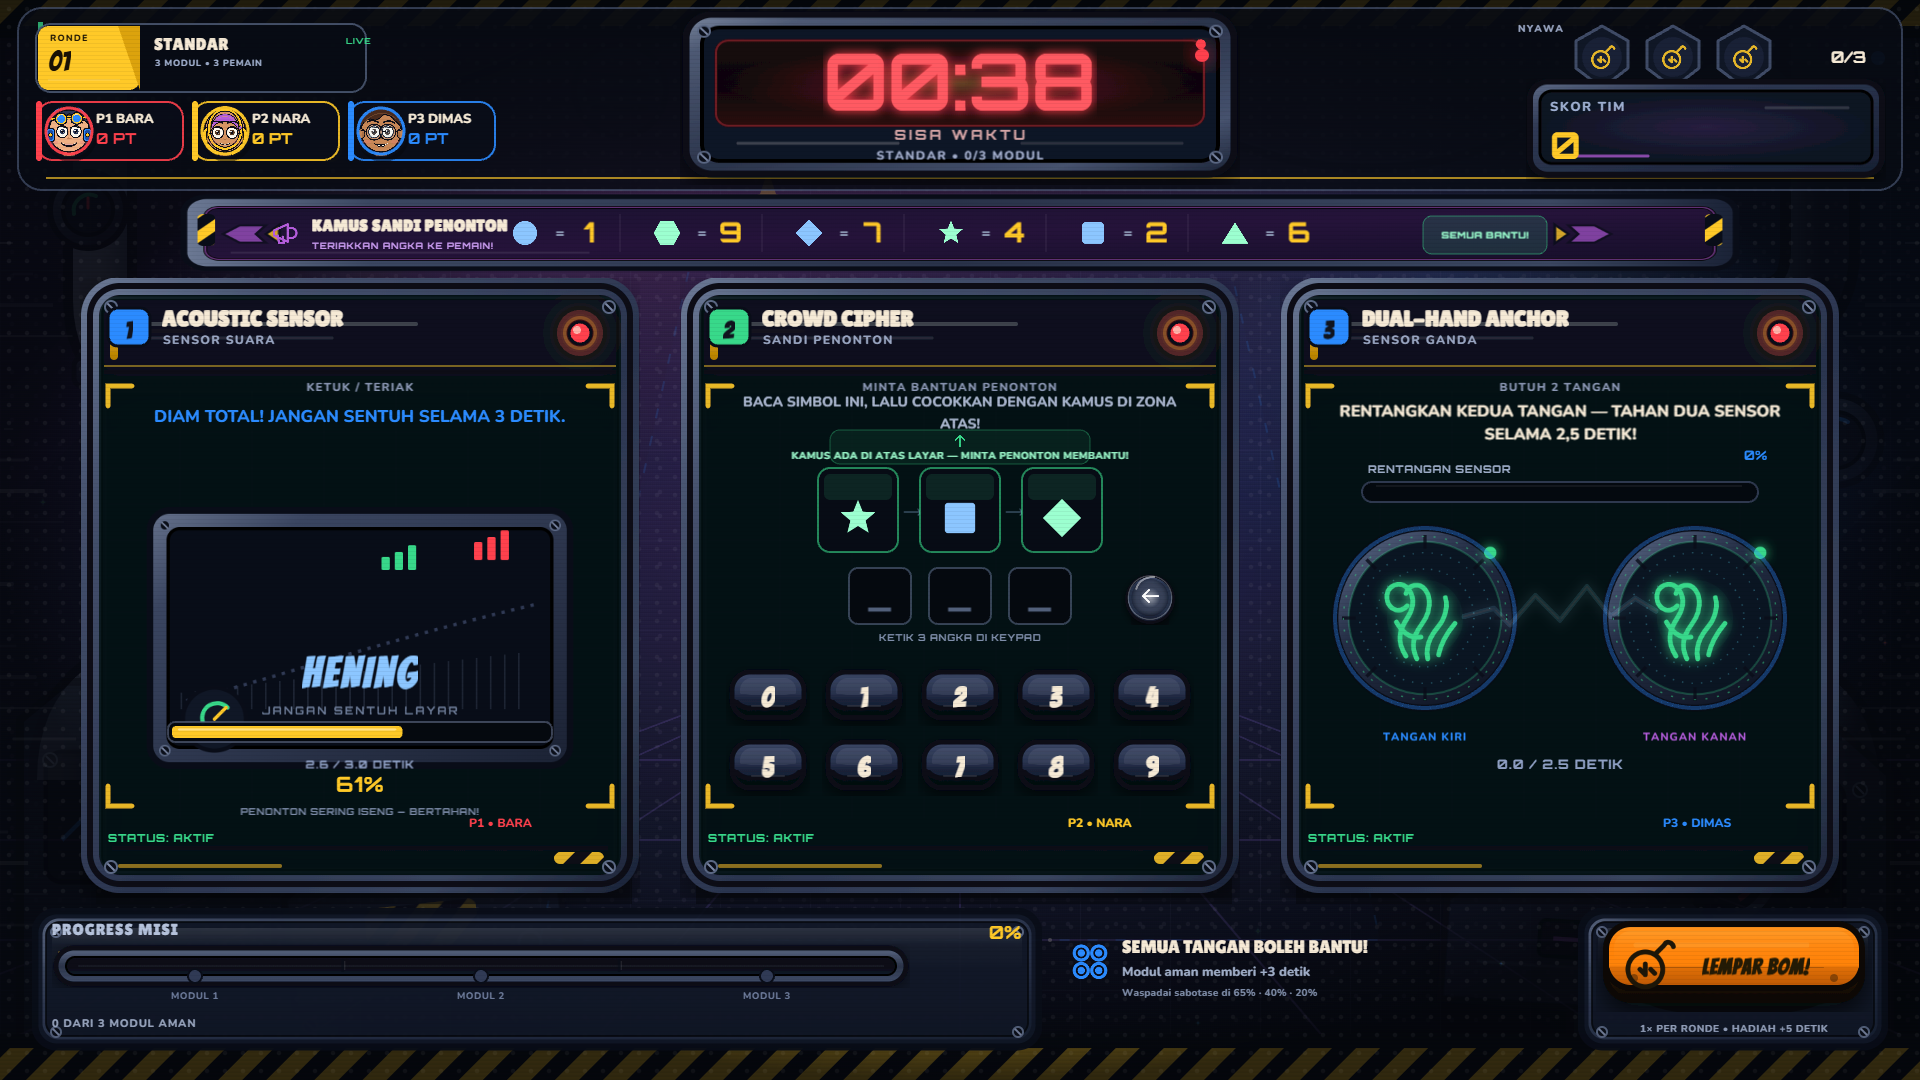 RONDE
01
STANDAR
3 MODUL • 3 PEMAIN
LIVE
P1 BARA
0 PT
P2 NARA
0 PT
P3 DIMAS
0 PT
00:38
SISA WAKTU
STANDAR • 0/3 MODUL
NYAWA
0/3
SKOR TIM
0
KAMUS SANDI PENONTON
TERIAKKAN ANGKA KE PEMAIN!
= 1
= 9
= 7
= 4
= 2
= 6
SEMUA BANTU!
1
ACOUSTIC SENSOR
SENSOR SUARA
KETUK / TERIAK
DIAM TOTAL! JANGAN SENTUH SELAMA 3 DETIK.
HENING
JANGAN SENTUH LAYAR
2.6 / 3.0 DETIK
61%
PENONTON SERING ISENG – BERTAHAN!
P1 • BARA
STATUS: AKTIF
2
CROWD CIPHER
SANDI PENONTON
MINTA BANTUAN PENONTON
BACA SIMBOL INI, LALU COCOKKAN DENGAN KAMUS DI ZONA
ATAS!
↑
KAMUS ADA DI ATAS LAYAR — MINTA PENONTON MEMBANTU!
→ →
_ _ _
←
KETIK 3 ANGKA DI KEYPAD
0 1 2 3 4
5 6 7 8 9
P2 • NARA
STATUS: AKTIF
3
DUAL-HAND ANCHOR
SENSOR GANDA
BUTUH 2 TANGAN
RENTANGKAN KEDUA TANGAN — TAHAN DUA SENSOR
SELAMA 2,5 DETIK!
0%
RENTANGAN SENSOR
TANGAN KIRI
TANGAN KANAN
0.0 / 2.5 DETIK
P3 • DIMAS
STATUS: AKTIF
PROGRESS MISI
0%
MODUL 1
MODUL 2
MODUL 3
0 DARI 3 MODUL AMAN
SEMUA TANGAN BOLEH BANTU!
Modul aman memberi +3 detik
Waspadai sabotase di 65% · 40% · 20%
LEMPAR BOM!
1× PER RONDE • HADIAH +5 DETIK